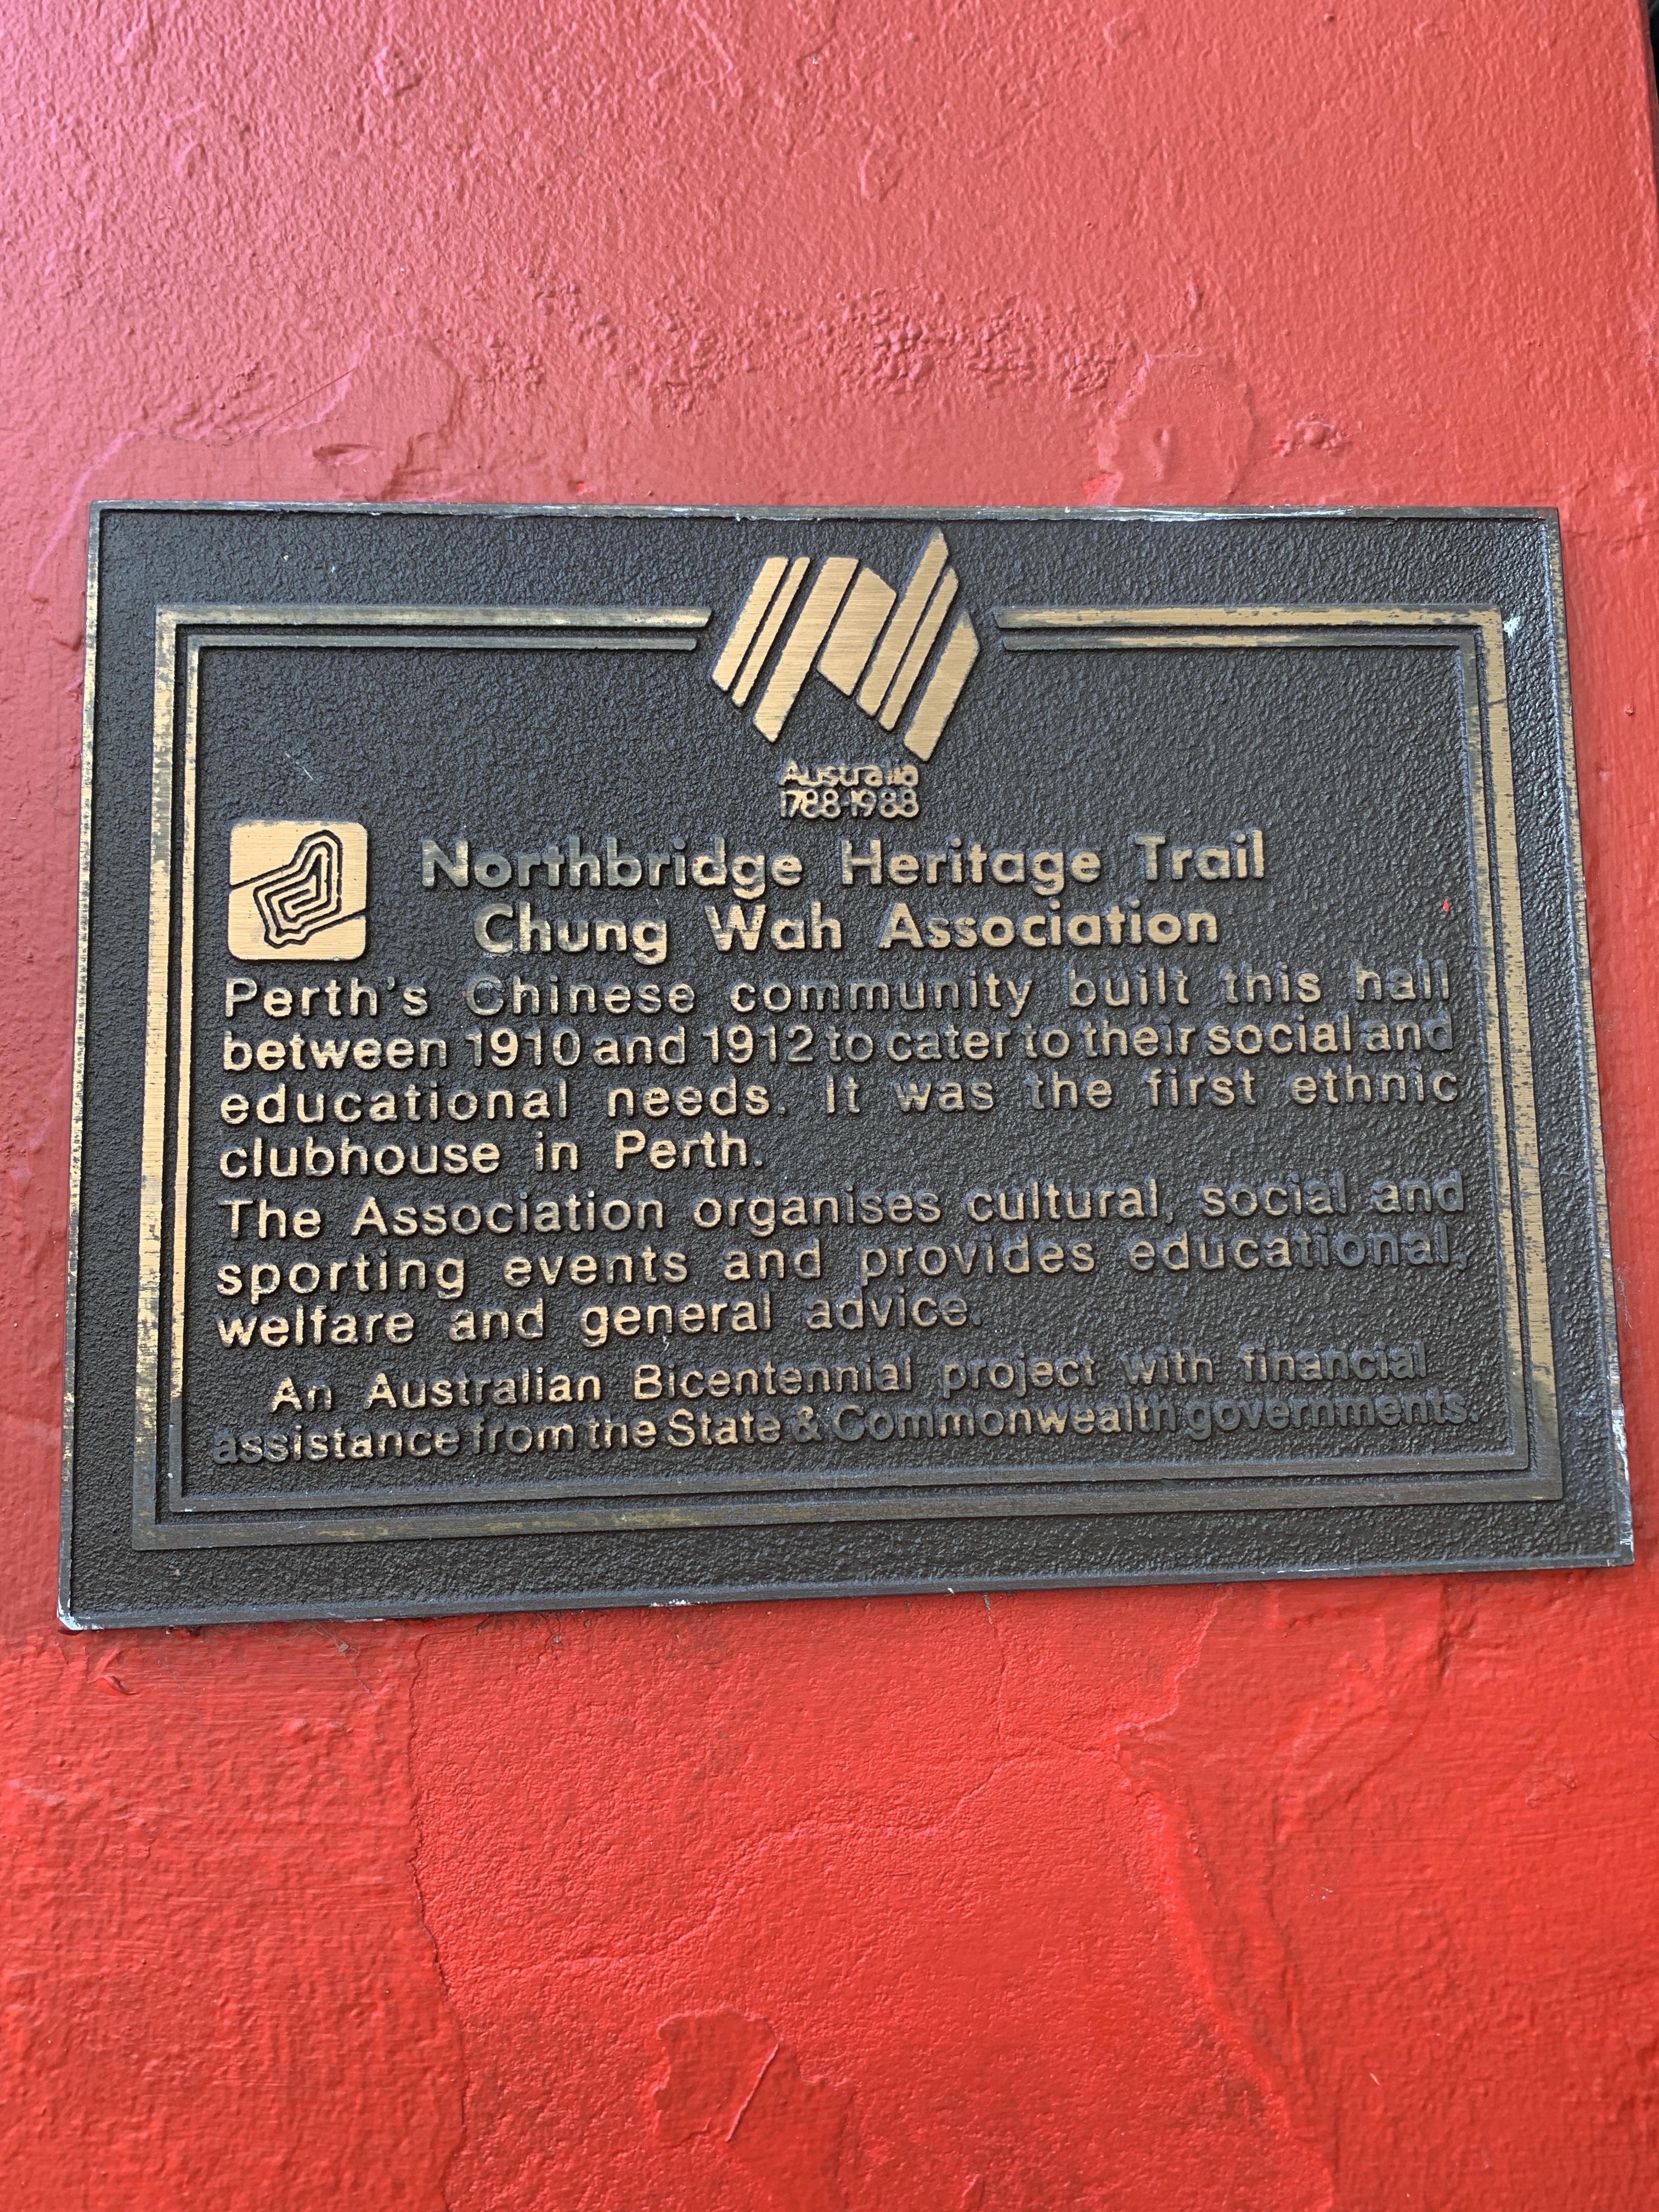 Australia
1788-1988
Northbridge Heritage Trail
Chung Wah Association
Perth's Chinese community built this hall
between 1910 and 1912 to cater to their social and
educational needs. It was the first ethnic
clubhouse in Perth.
The Association organises cultural, social and
sporting events and provides educational,
welfare and general advice.
An Australian Bicentennial project with financial
assistance from the State & Commonwealth governments.